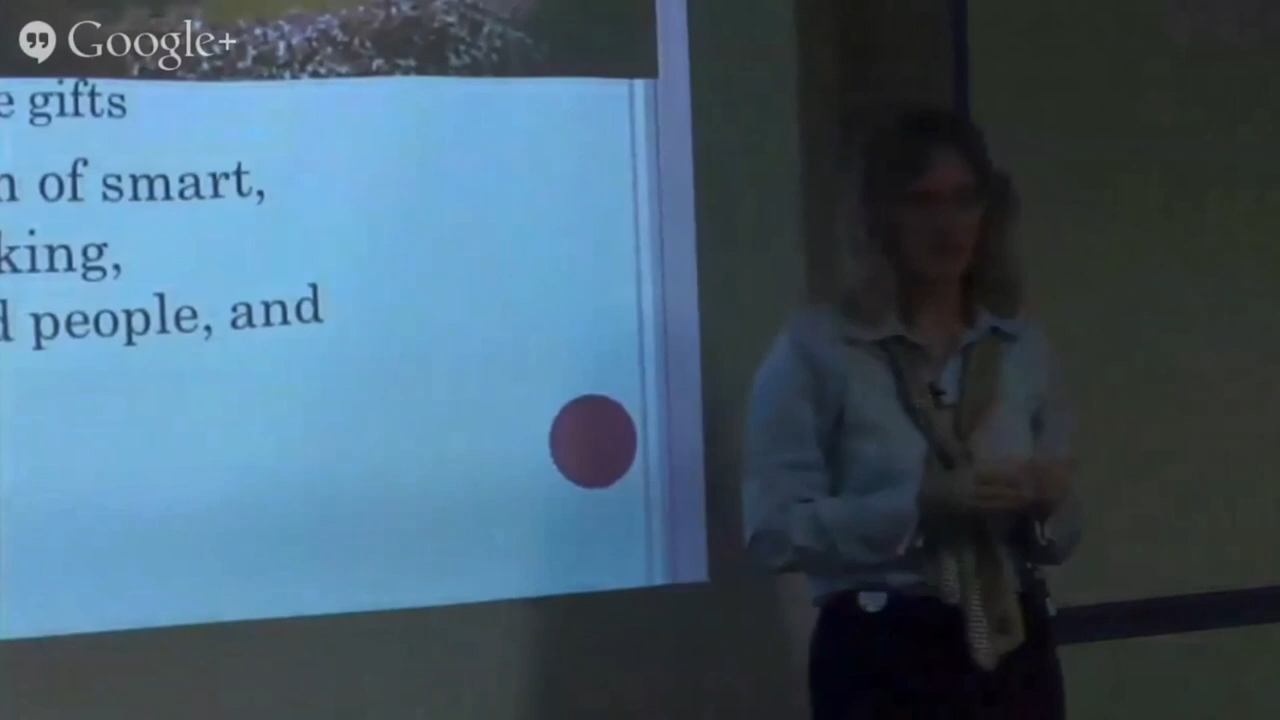 Google+
e gifts
of smart,
king,
people, and